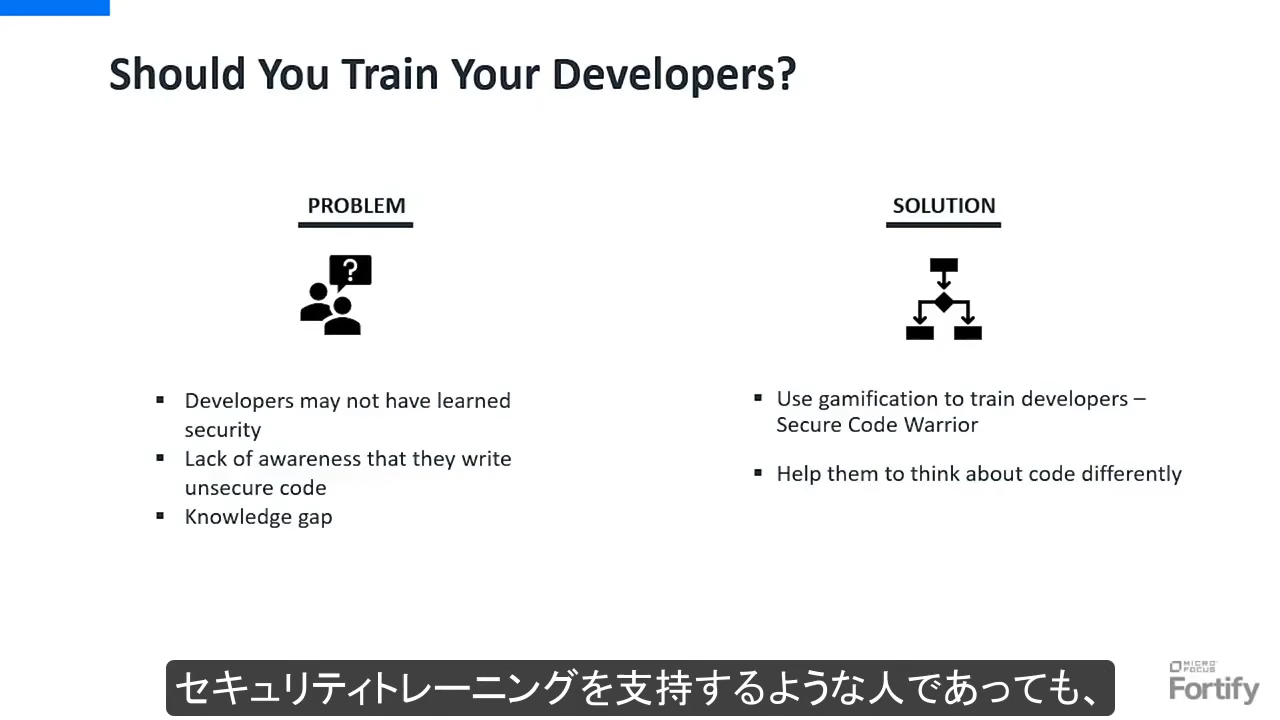 Should You Train Your Developers?
PROBLEM
?
▪ Developers may not have learned
security
▪ Lack of awareness that they write
unsecure code
▪ Knowledge gap
SOLUTION
▪ Use gamification to train developers –
Secure Code Warrior
▪ Help them to think about code differently
セキュリティトレーニングを支持するような人であっても、
MICRO
FOCUS
Fortify